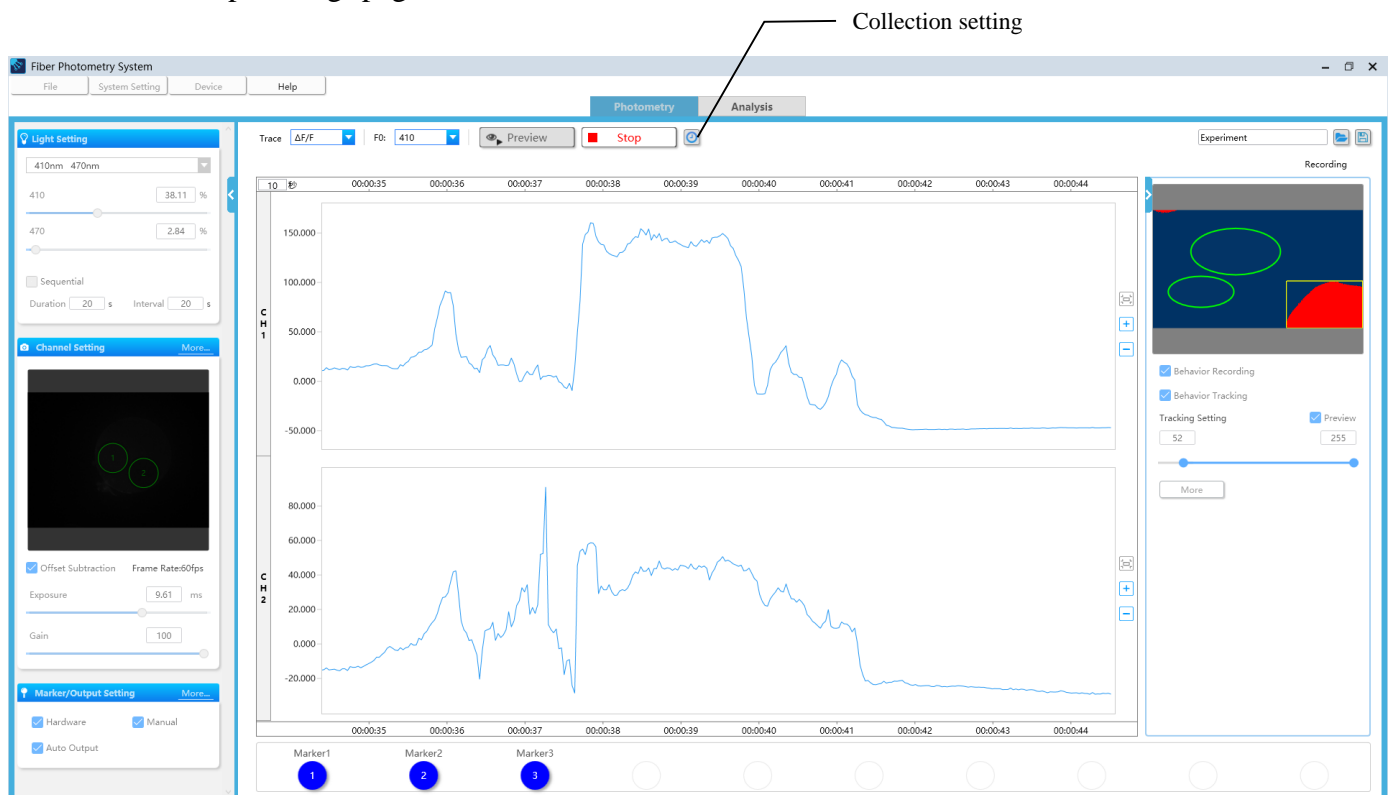 Collection setting
Fiber Photometry System
File System Setting Device Help
Photometry Analysis
Light Setting
410nm 470nm
410 38.11 %
470 2.84 %
Sequential
Duration 20 s Interval 20 s
Channel Setting More...
1
2
Offset Subtraction Frame Rate:60fps
Exposure 9.61 ms
Gain 100
Marker/Output Setting More...
Hardware Manual
Auto Output
Trace ΔF/F F0: 410 Preview Stop
10 秒 00:00:35 00:00:36 00:00:37 00:00:38 00:00:39 00:00:40 00:00:41 00:00:42 00:00:43 00:00:44
CH1
150.000
100.000
50.000
0.000
-50.000
CH2
80.000
60.000
40.000
20.000
0.000
-20.000
00:00:35 00:00:36 00:00:37 00:00:38 00:00:39 00:00:40 00:00:41 00:00:42 00:00:43 00:00:44
Marker1 Marker2 Marker3
1 2 3
Experiment
Recording
Behavior Recording
Behavior Tracking
Tracking Setting Preview
52 255
More